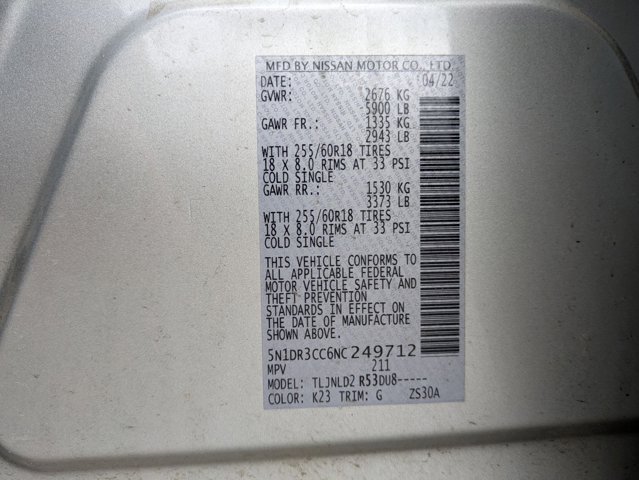 MFD BY NISSAN MOTOR CO., LTD.
DATE: 04/22
GVWR: 2676 KG
5900 LB
GAWR FR.: 1335 KG
2943 LB
WITH 255/60R18 TIRES
18 X 8.0 RIMS AT 33 PSI
COLD SINGLE
GAWR RR.: 1530 KG
3373 LB
WITH 255/60R18 TIRES
18 X 8.0 RIMS AT 33 PSI
COLD SINGLE
THIS VEHICLE CONFORMS TO
ALL APPLICABLE FEDERAL
MOTOR VEHICLE SAFETY AND
THEFT PREVENTION
STANDARDS IN EFFECT ON
THE DATE OF MANUFACTURE
SHOWN ABOVE.
5N1DR3CC6NC249712
MPV 211
MODEL: TLJNLD2 R53DU8-----
COLOR: K23 TRIM: G ZS30A